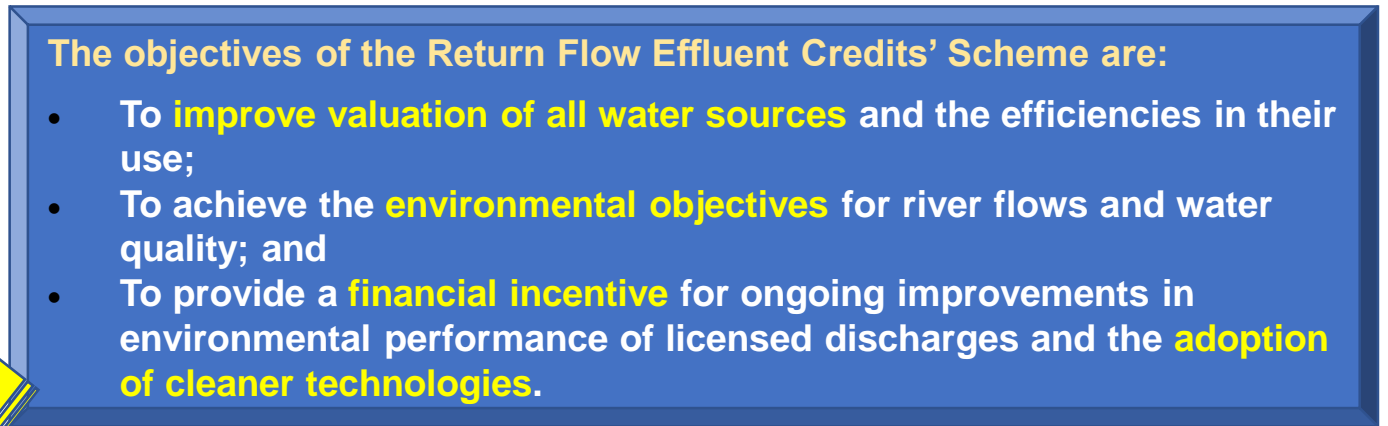 The objectives of the Return Flow Effluent Credits’ Scheme are:
• To improve valuation of all water sources and the efficiencies in their
use;
• To achieve the environmental objectives for river flows and water
quality; and
• To provide a financial incentive for ongoing improvements in
environmental performance of licensed discharges and the adoption
of cleaner technologies.